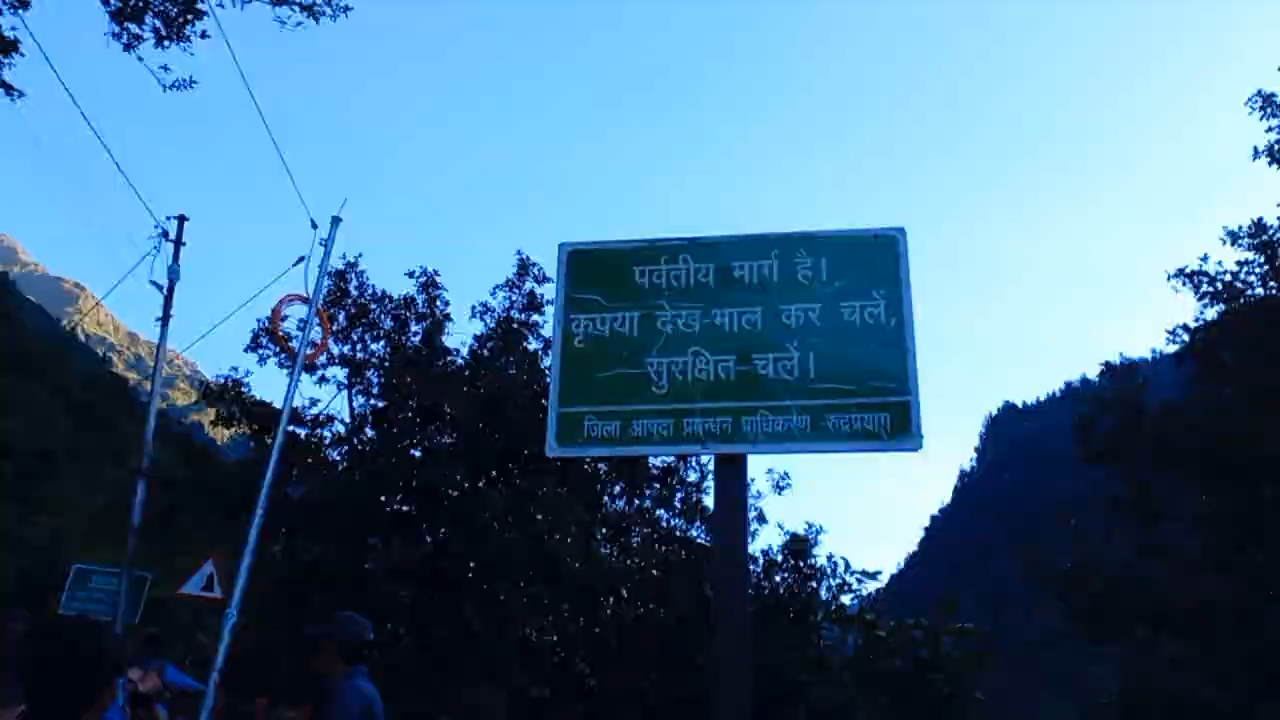 पर्वतीय मार्ग है।
कृपया देख-भाल कर चलें,
सुरक्षित चलें।
जिला आपदा प्रबन्धन प्राधिकरण रुद्रप्रयाग